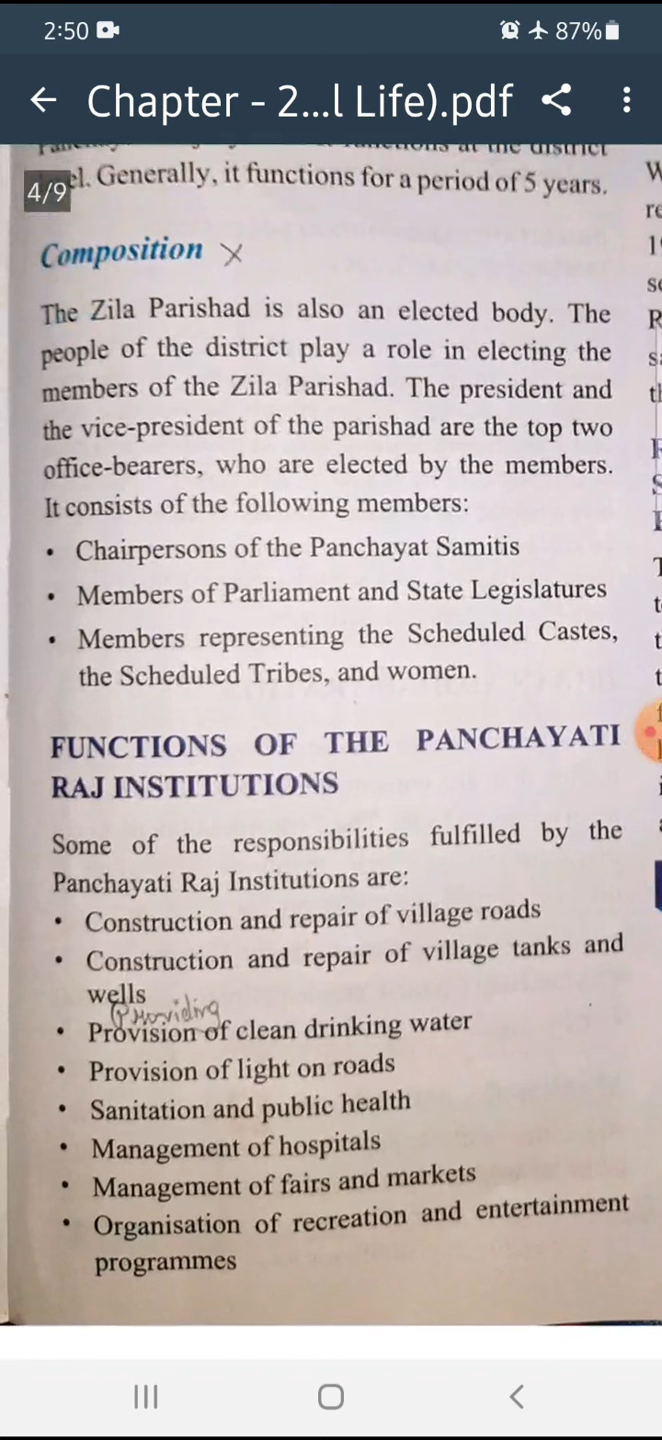 2:50 87%
Chapter - 2...l Life).pdf
functions at the district
4/9
el. Generally, it functions for a period of 5 years.
Composition
The Zila Parishad is also an elected body. The
people of the district play a role in electing the
members of the Zila Parishad. The president and
the vice-president of the parishad are the top two
office-bearers, who are elected by the members.
It consists of the following members:
• Chairpersons of the Panchayat Samitis
• Members of Parliament and State Legislatures
• Members representing the Scheduled Castes,
the Scheduled Tribes, and women.
FUNCTIONS OF THE PANCHAYATI
RAJ INSTITUTIONS
Some of the responsibilities fulfilled by the
Panchayati Raj Institutions are:
• Construction and repair of village roads
• Construction and repair of village tanks and
wells
Providing
• Provision of clean drinking water
• Provision of light on roads
• Sanitation and public health
• Management of hospitals
• Management of fairs and markets
• Organisation of recreation and entertainment
programmes